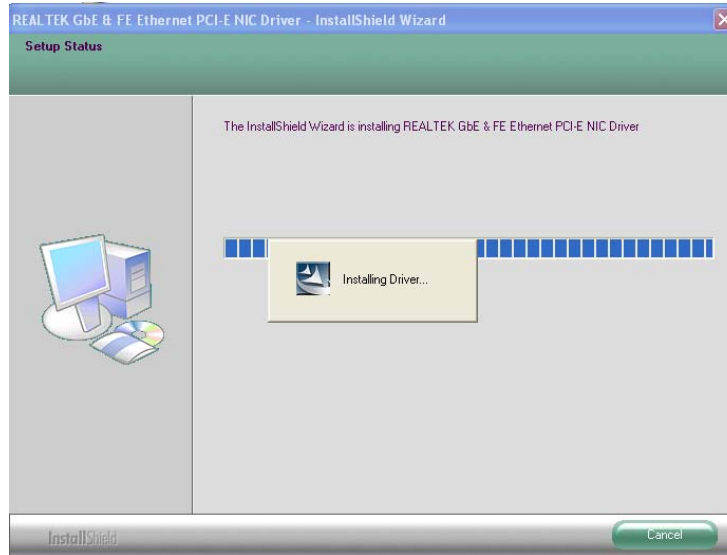 REALTEK GbE & FE Ethernet PCI-E NIC Driver - InstallShield Wizard
Setup Status
The InstallShield Wizard is installing REALTEK GbE & FE Ethernet PCI-E NIC Driver
Installing Driver...
InstallShield
Cancel